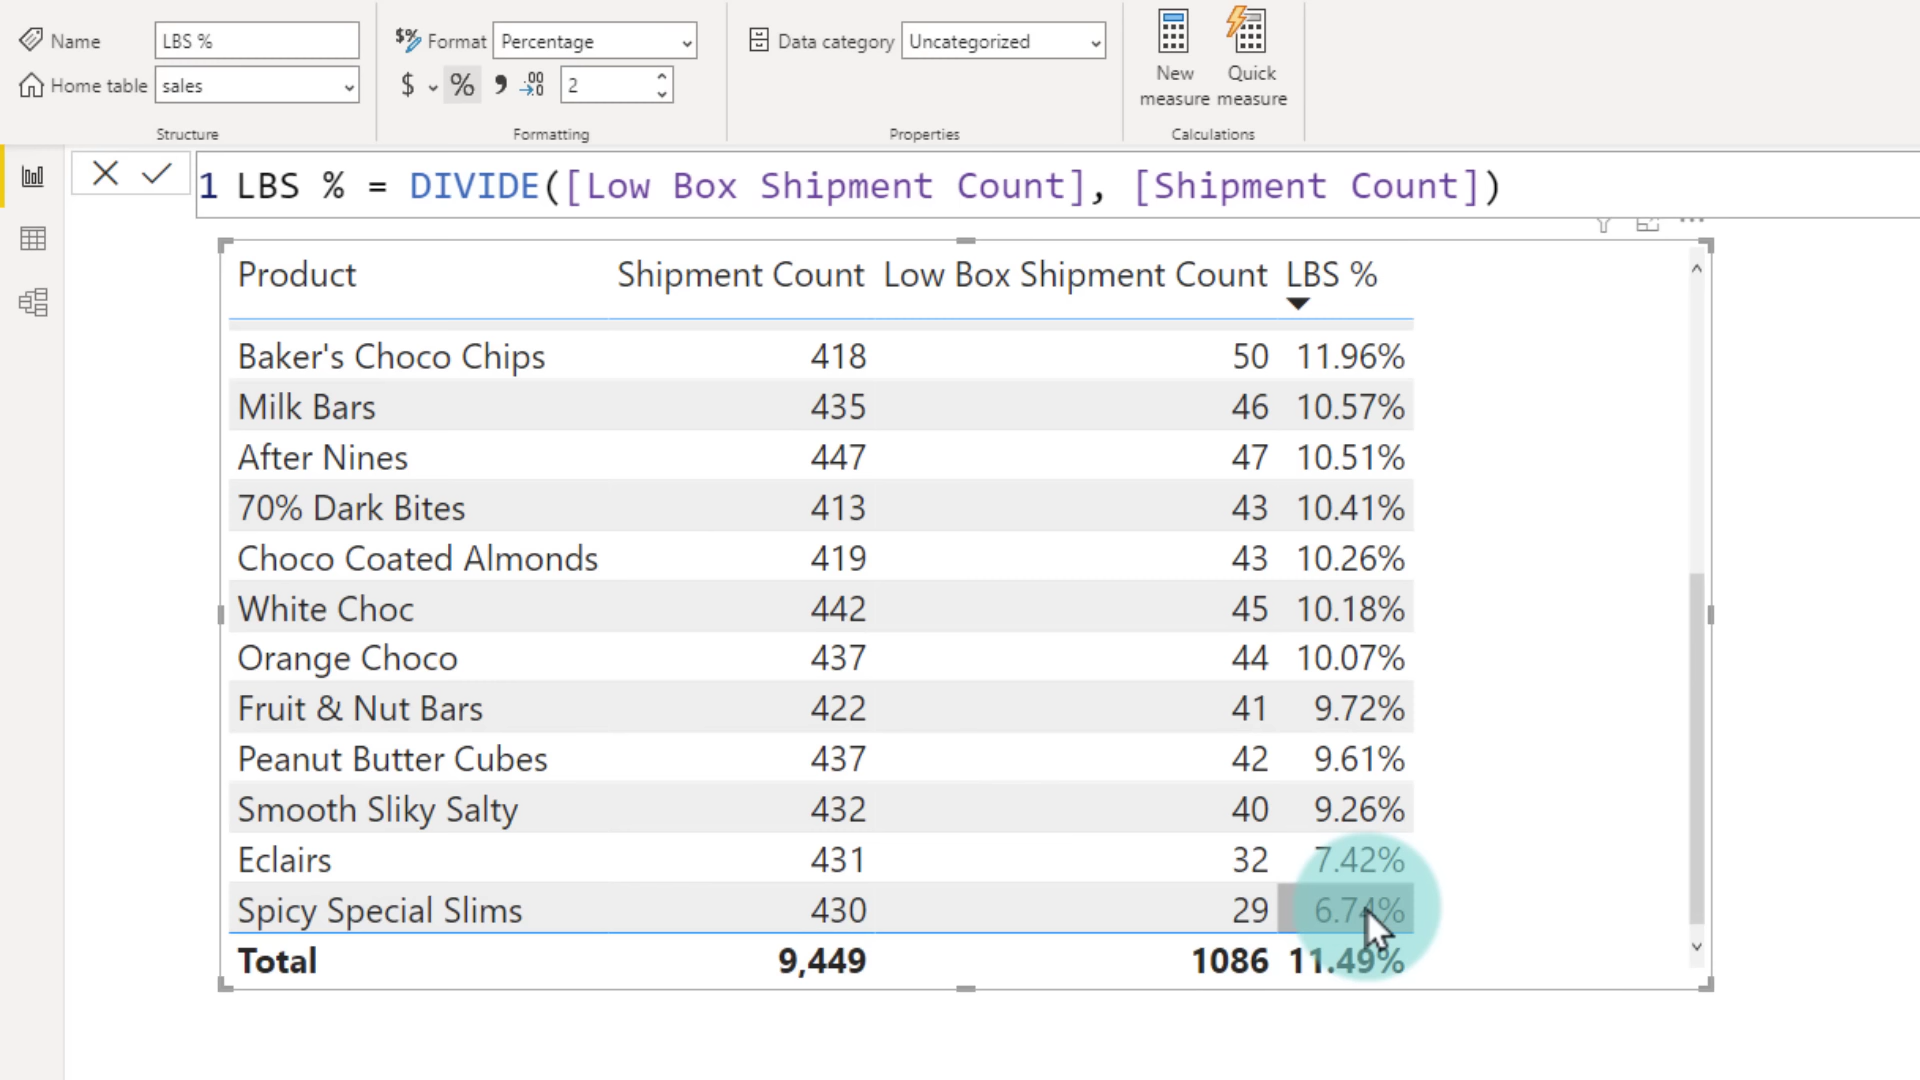 Name LBS % Format Percentage Data category Uncategorized
Home table sales $ % 2 New measure Quick measure
Structure Formatting Properties Calculations
1 LBS % = DIVIDE([Low Box Shipment Count], [Shipment Count])
Product Shipment Count Low Box Shipment Count LBS %
Baker's Choco Chips 418 50 11.96%
Milk Bars 435 46 10.57%
After Nines 447 47 10.51%
70% Dark Bites 413 43 10.41%
Choco Coated Almonds 419 43 10.26%
White Choc 442 45 10.18%
Orange Choco 437 44 10.07%
Fruit & Nut Bars 422 41 9.72%
Peanut Butter Cubes 437 42 9.61%
Smooth Sliky Salty 432 40 9.26%
Eclairs 431 32 7.42%
Spicy Special Slims 430 29 6.74%
Total 9,449 1086 11.49%